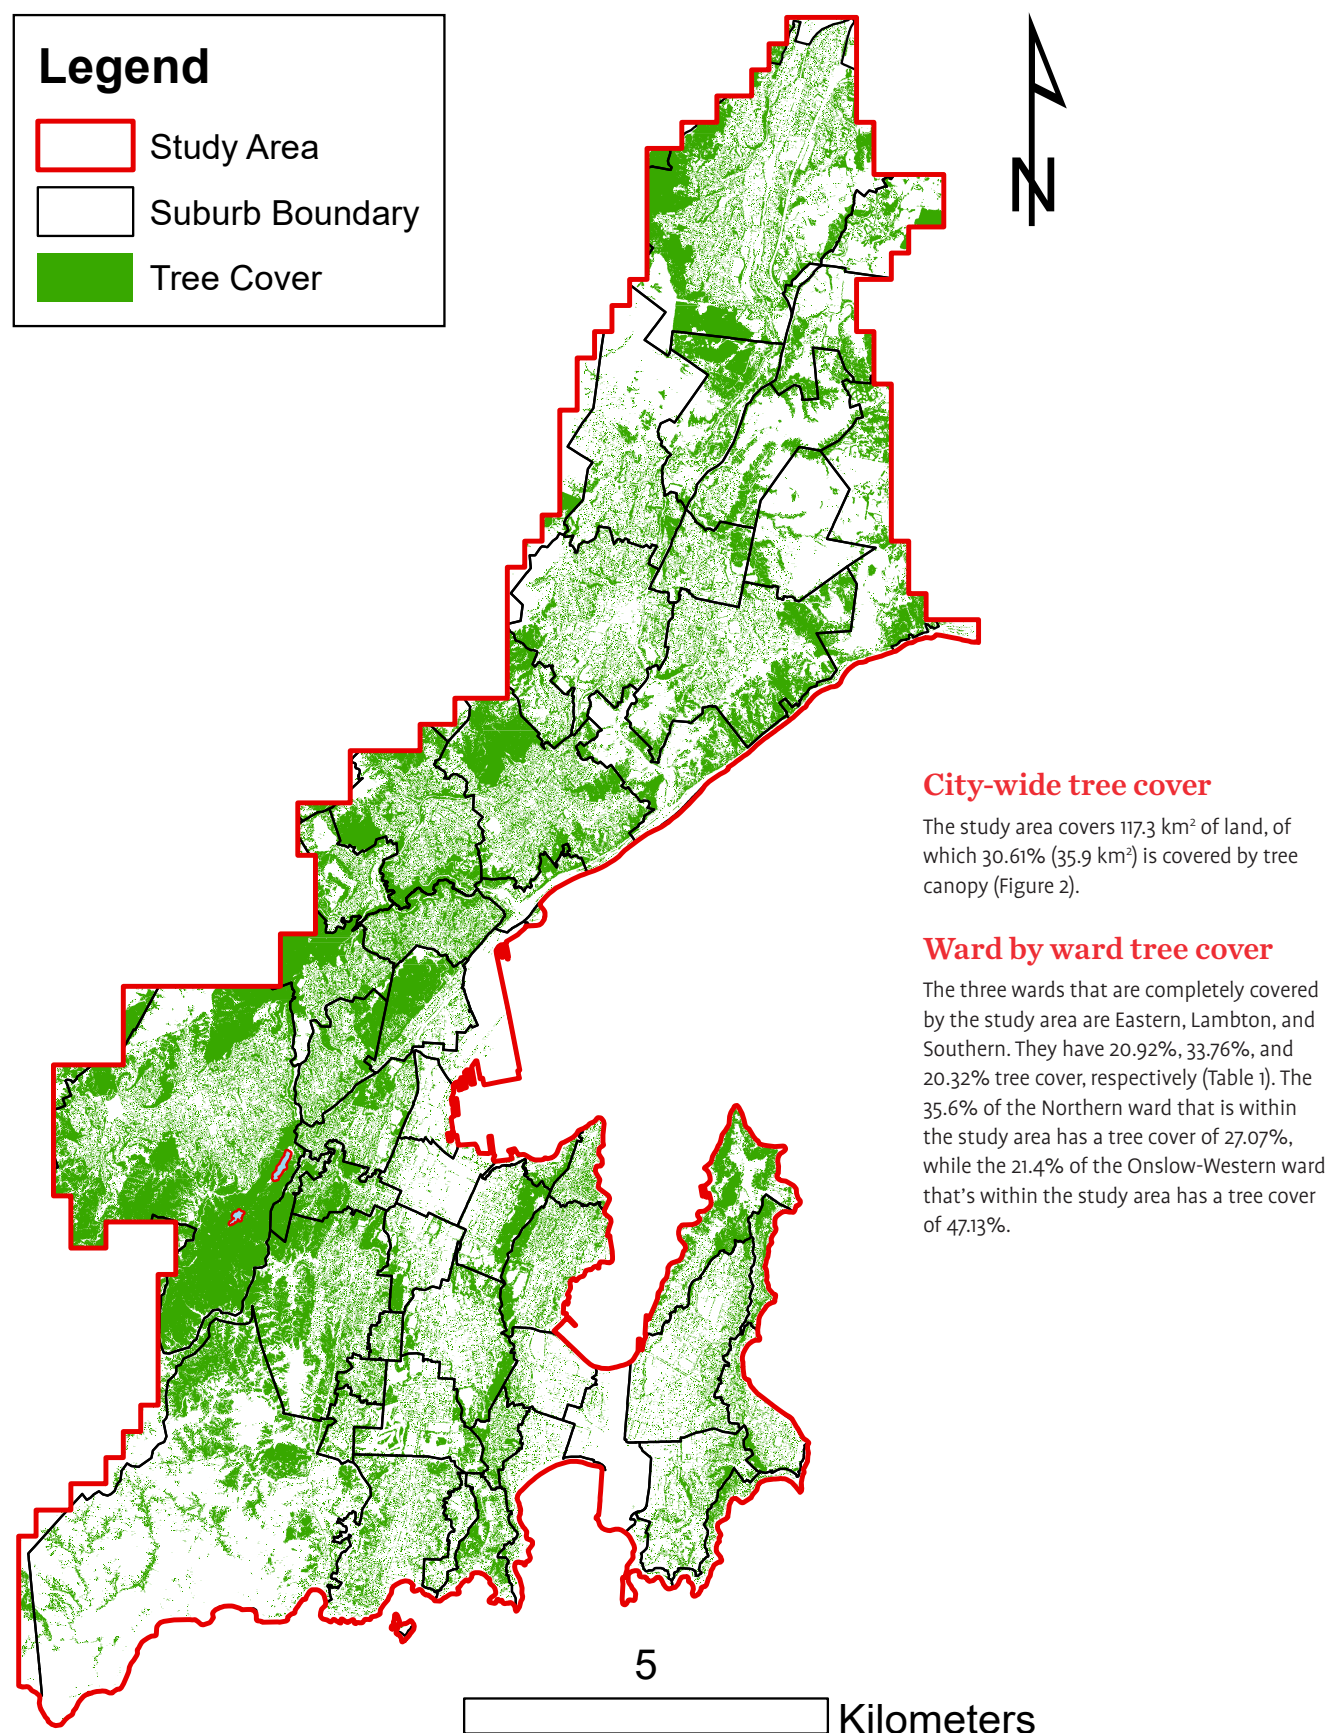 Legend
Study Area
Suburb Boundary
Tree Cover
N
City-wide tree cover
The study area covers 117.3 km² of land, of
which 30.61% (35.9 km²) is covered by tree
canopy (Figure 2).
Ward by ward tree cover
The three wards that are completely covered
by the study area are Eastern, Lambton, and
Southern. They have 20.92%, 33.76%, and
20.32% tree cover, respectively (Table 1). The
35.6% of the Northern ward that is within
the study area has a tree cover of 27.07%,
while the 21.4% of the Onslow-Western ward
that’s within the study area has a tree cover
of 47.13%.
5
Kilometers